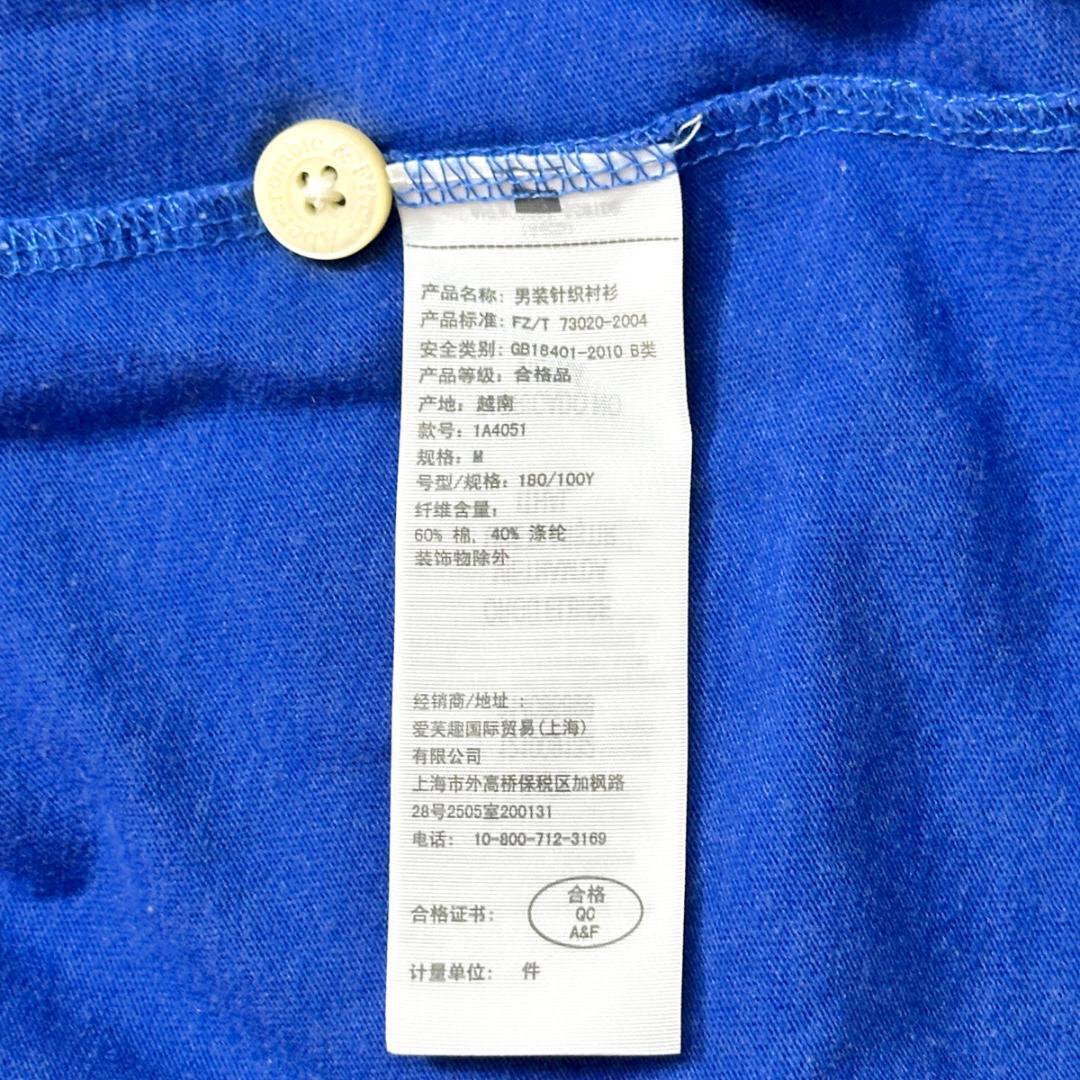 Abercrombie & Fitch
产品名称: 男装针织衬衫
产品标准: FZ/T 73020-2004
安全类别: GB18401-2010 B类
产品等级: 合格品
产地: 越南
款号: 1A4051
规格: M
号型/规格: 180/100Y
纤维含量:
60% 棉, 40% 涤纶
装饰物除外
经销商/地址 :
爱芙趣国际贸易(上海)
有限公司
上海市外高桥保税区加枫路
28号2505室200131
电话: 10-800-712-3169
合格证书:
合格
QC
A&F
计量单位: 件